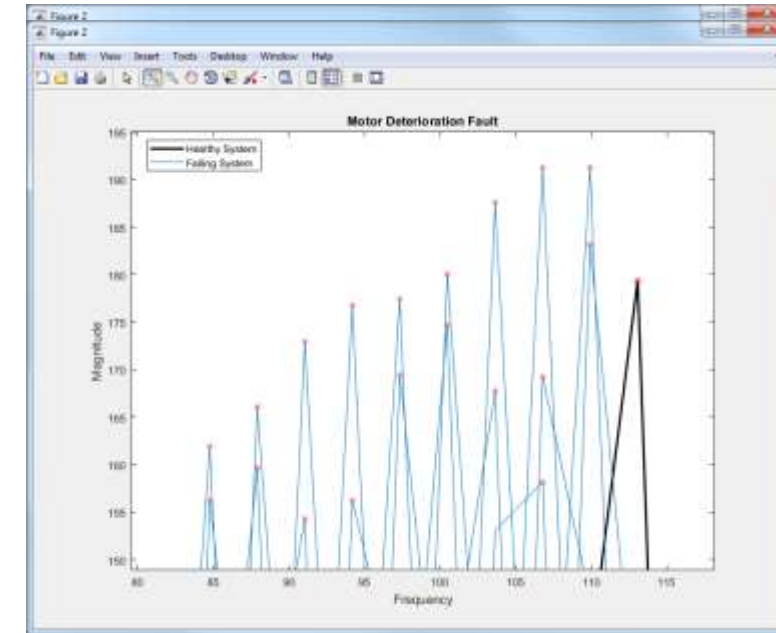 Figure 2
Figure 2
File Edit View Insert Tools Desktop Window Help
Motor Deterioration Fault
Healthy System
Failing System
195
190
185
180
175
170
165
160
155
150
Magnitude
80 85 90 95 100 105 110 115
Frequency